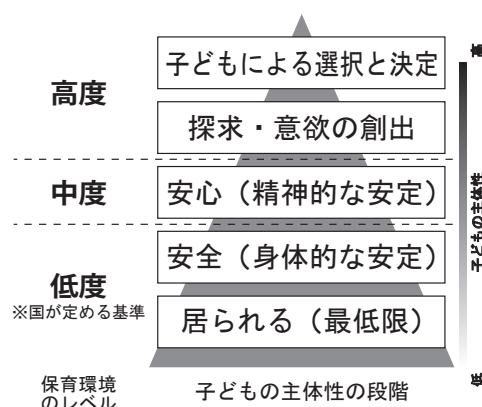 子どもによる選択と決定
高度
探求・意欲の創出
中度
安心（精神的な安定）
安全（身体的な安定）
低度
※国が定める基準
居られる（最低限）
保育環境
のレベル
子どもの主体性の段階
高
子どもの主体性
低